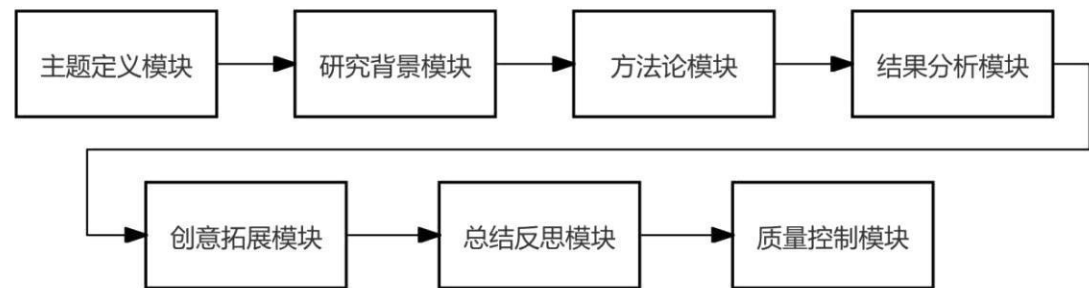 主题定义模块
研究背景模块
方法论模块
结果分析模块
创意拓展模块
总结反思模块
质量控制模块